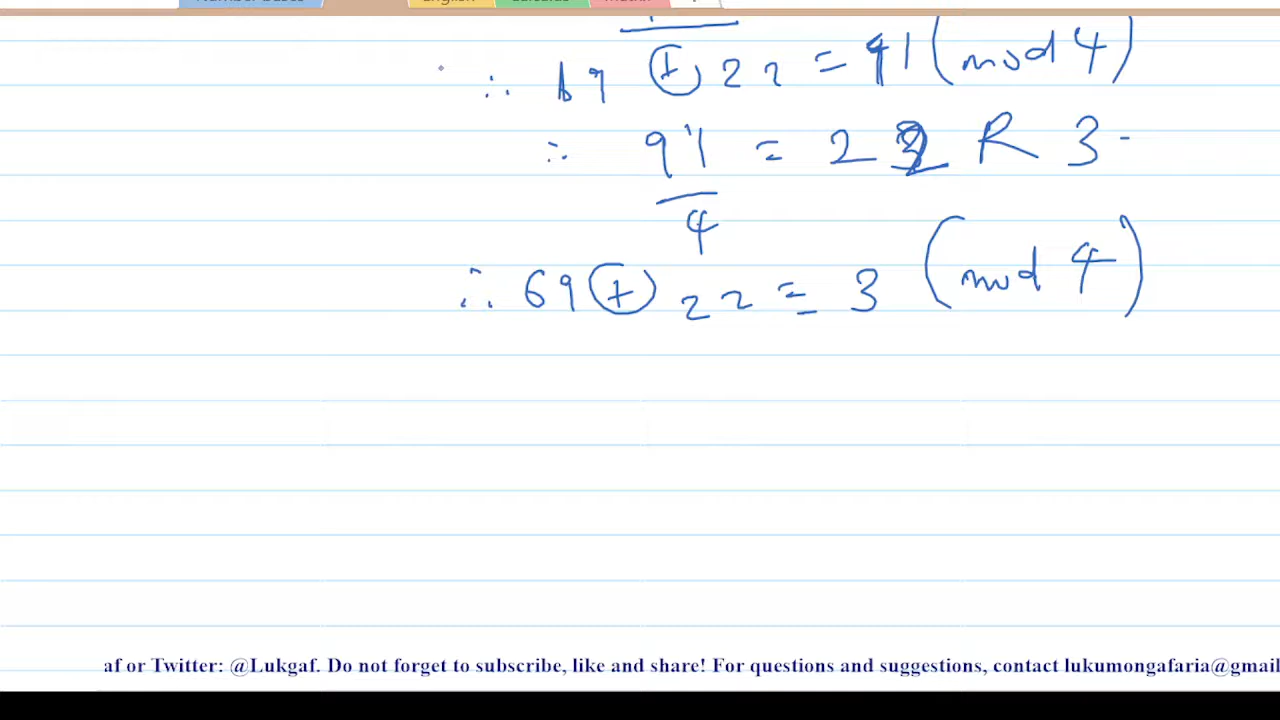 ∴ 69 ⊕ 22 = 91 (mod 4)
∴ 91/4 = 22 R 3
∴ 69 ⊕ 22 = 3 (mod 4)
af or Twitter: @Lukgaf. Do not forget to subscribe, like and share! For questions and suggestions, contact lukumongafaria@gmail